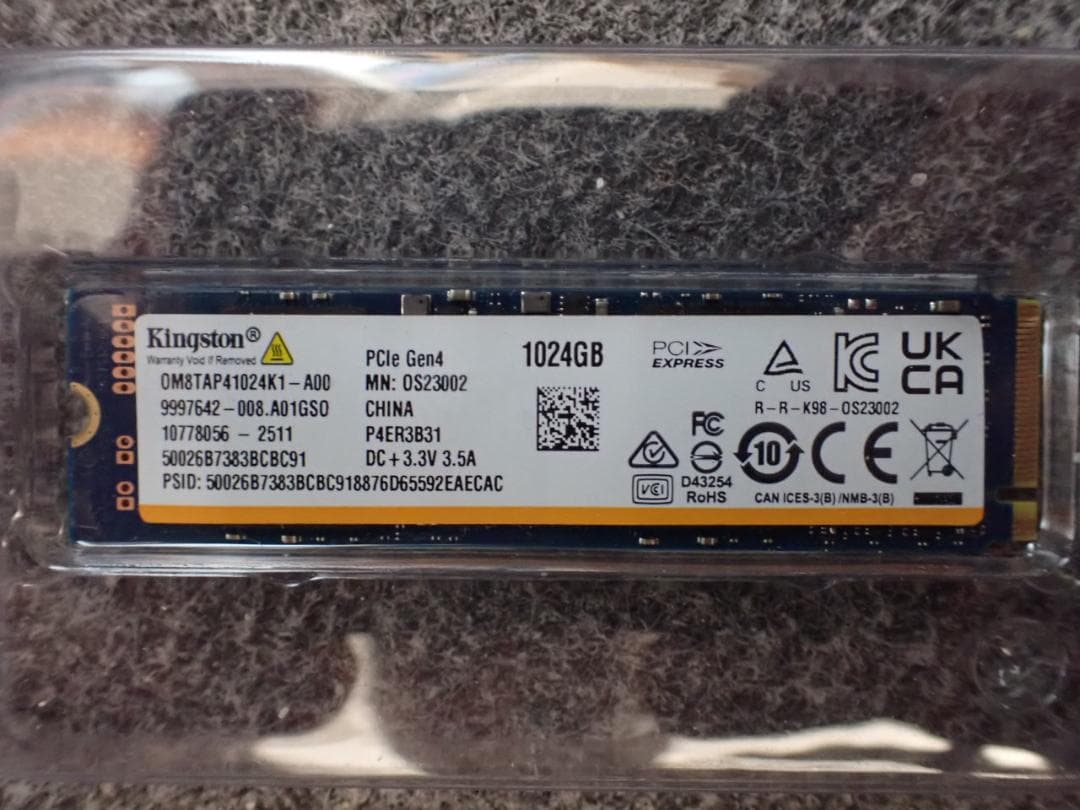 Kingston®
Warranty Void If Removed
OM8TAP41024K1-A00
9997642-008.A01GSO
10778056 - 2511
50026B7383BCBC91
PSID: 50026B7383BCBC918876D65592EAECAC
PCIe Gen4
MN: OS23002
CHINA
P4ER3B31
DC+3.3V 3.5A
1024GB
PCI
EXPRESS
C US
UK
CA
R-R-K98-OS23002
FC
VCI
D43254
RoHS
10
CE
CAN ICES-3(B)/NMB-3(B)